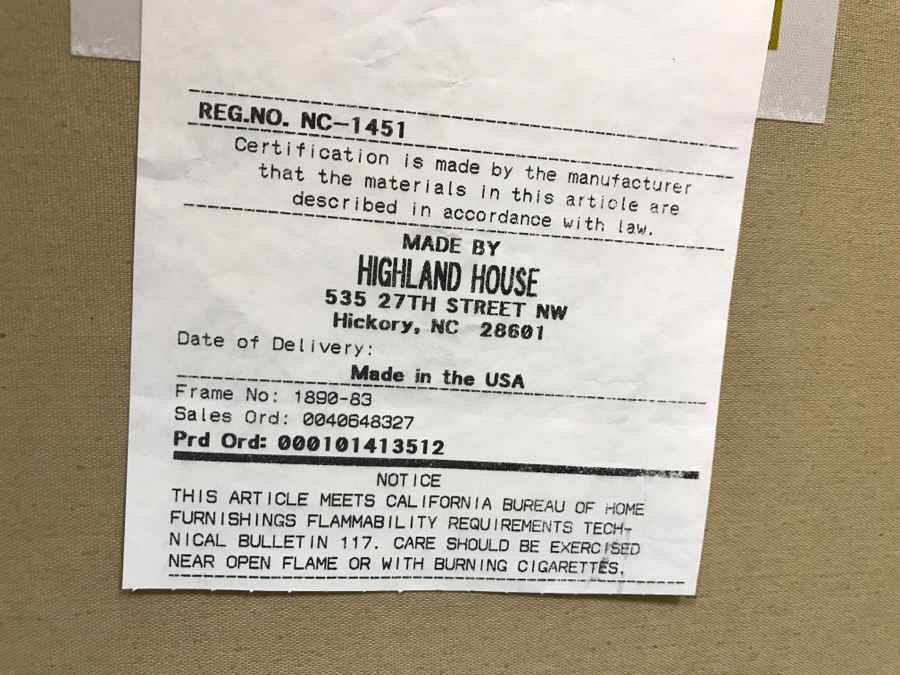 REG.NO. NC-1451
Certification is made by the manufacturer
that the materials in this article are
described in accordance with law.
MADE BY
HIGHLAND HOUSE
535 27TH STREET NW
Hickory, NC 28601
Date of Delivery:
Made in the USA
Frame No: 1890-83
Sales Ord: 0040648327
Prd Ord: 000101413512
NOTICE
THIS ARTICLE MEETS CALIFORNIA BUREAU OF HOME
FURNISHINGS FLAMMABILITY REQUIREMENTS TECH-
NICAL BULLETIN 117. CARE SHOULD BE EXERCISED
NEAR OPEN FLAME OR WITH BURNING CIGARETTES.